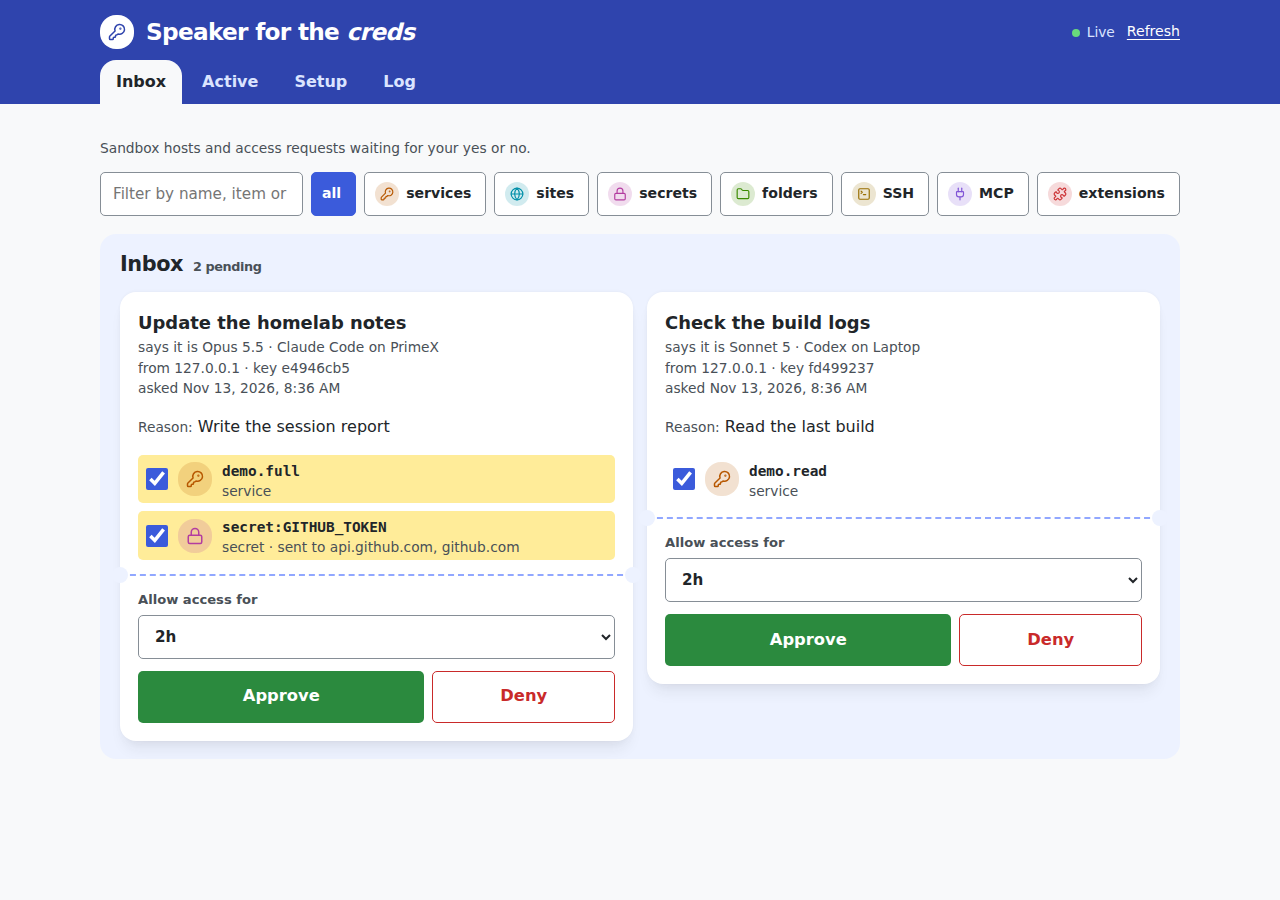 Speaker for the creds
Live Refresh
Inbox Active Setup Log
Sandbox hosts and access requests waiting for your yes or no.
Filter by name, item or
all services sites secrets folders SSH MCP extensions
Inbox 2 pending
Update the homelab notes
says it is Opus 5.5 · Claude Code on PrimeX
from 127.0.0.1 · key e4946cb5
asked Nov 13, 2026, 8:36 AM
Reason: Write the session report
demo.full
service
secret:GITHUB_TOKEN
secret · sent to api.github.com, github.com
Allow access for
2h
Approve Deny
Check the build logs
says it is Sonnet 5 · Codex on Laptop
from 127.0.0.1 · key fd499237
asked Nov 13, 2026, 8:36 AM
Reason: Read the last build
demo.read
service
Allow access for
2h
Approve Deny